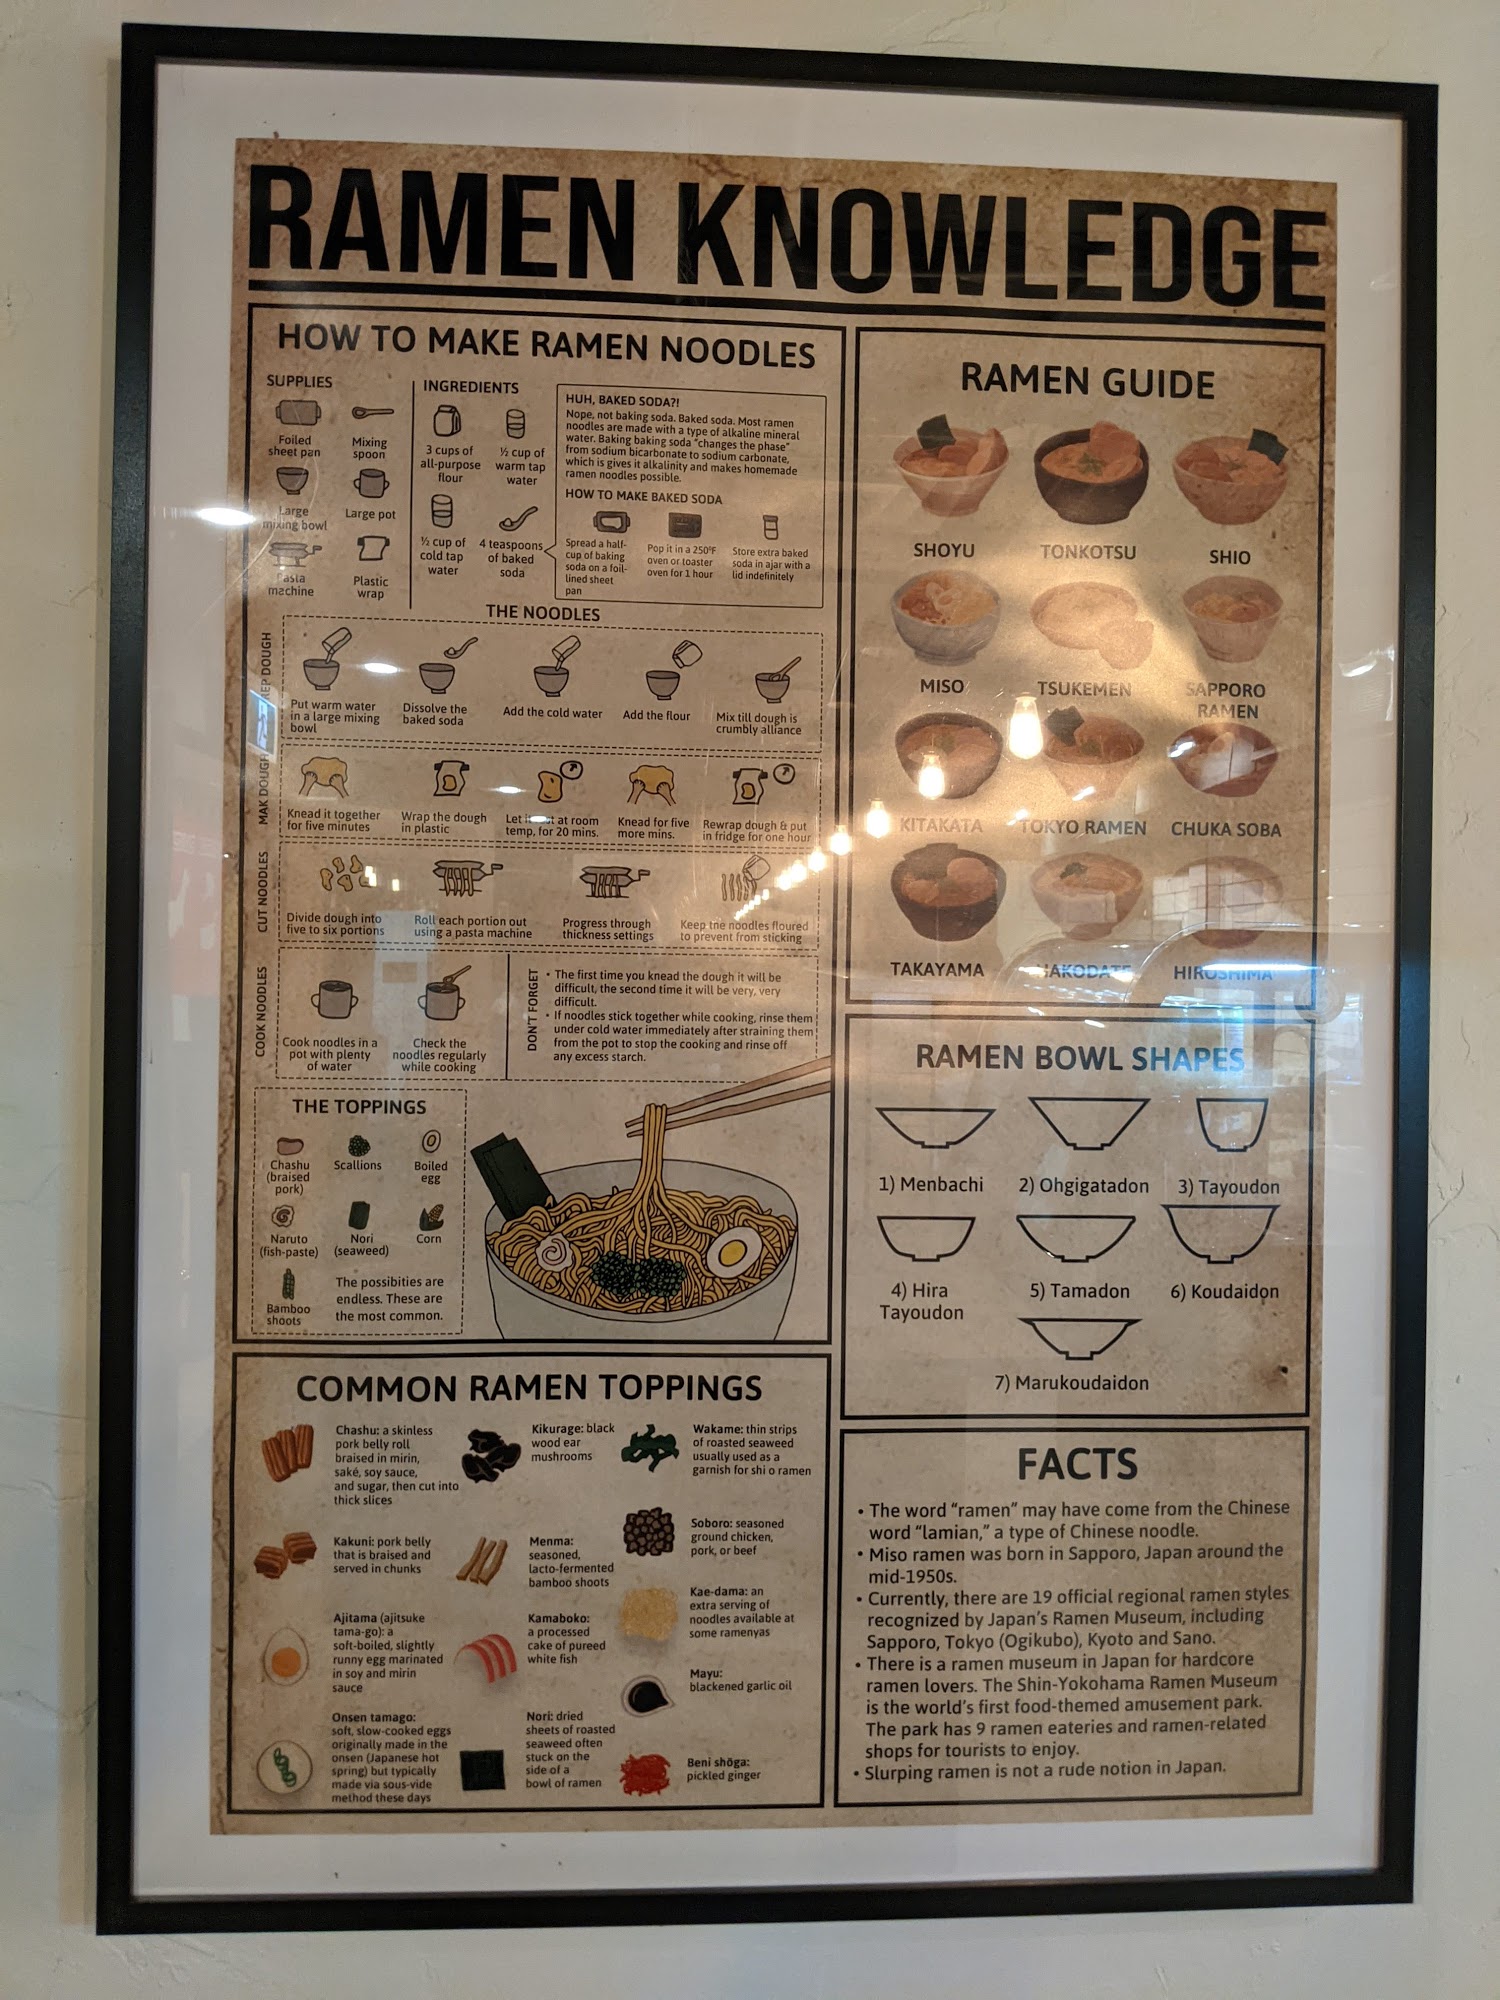 RAMEN KNOWLEDGE
HOW TO MAKE RAMEN NOODLES
SUPPLIES
Foiled
sheet pan
Mixing
spoon
Large
mixing bowl
Large pot
Pasta
machine
Plastic
wrap
INGREDIENTS
3 cups of
all-purpose
flour
½ cup of
warm tap
water
½ cup of
cold tap
water
4 teaspoons
of baked
soda
HUH, BAKED SODA?!
Nope, not baking soda. Baked soda. Most ramen
noodles are made with a type of alkaline mineral
water. Baking baking soda "changes the phase"
from sodium bicarbonate to sodium carbonate,
which is gives it alkalinity and makes homemade
ramen noodles possible.
HOW TO MAKE BAKED SODA
Spread a half-
cup of baking
soda on a foil-
lined sheet
pan
Pop it in a 250°F
oven or toaster
oven for 1 hour
Store extra baked
soda in ajar with a
lid indefinitely
THE NOODLES
DOUGH
Put warm water
in a large mixing
bowl
Dissolve the
baked soda
Add the cold water
Add the flour
Mix till dough is
crumbly alliance
MAK DOUGH
Knead it together
for five minutes
Wrap the dough
in plastic
Let at room
temp, for 20 mins.
Knead for five
more mins.
Rewrap dough & put
in fridge for one hour
CUT NOODLES
Divide dough into
five to six portions
Roll each portion out
using a pasta machine
Progress through
thickness settings
Keep the noodles floured
to prevent from sticking
COOK NOODLES
Cook noodles in a
pot with plenty
of water
Check the
noodles regularly
while cooking
DON'T FORGET
• The first time you knead the dough it will be
difficult, the second time it will be very, very
difficult.
• If noodles stick together while cooking, rinse them
under cold water immediately after straining them
from the pot to stop the cooking and rinse off
any excess starch.
THE TOPPINGS
Chashu
(braised
pork)
Scallions
Boiled
egg
Naruto
(fish-paste)
Nori
(seaweed)
Corn
Bamboo
shoots
The possibities are
endless. These are
the most common.
COMMON RAMEN TOPPINGS
Chashu: a skinless
pork belly roll
braised in mirin,
saké, soy sauce,
and sugar, then cut into
thick slices
Kakuni: pork belly
that is braised and
served in chunks
Ajitama (ajitsuke
tama-go): a
soft-boiled, slightly
runny egg marinated
in soy and mirin
sauce
Onsen tamago:
soft, slow-cooked eggs
originally made in the
onsen (Japanese hot
spring) but typically
made via sous-vide
method these days
Kikurage: black
wood ear
mushrooms
Menma:
seasoned,
lacto-fermented
bamboo shoots
Kamaboko:
a processed
cake of pureed
white fish
Nori: dried
sheets of roasted
seaweed often
stuck on the
side of a
bowl of ramen
Wakame: thin strips
of roasted seaweed
usually used as a
garnish for shi o ramen
Soboro: seasoned
ground chicken,
pork, or beef
Kae-dama: an
extra serving of
noodles available at
some ramenyas
Mayu:
blackened garlic oil
Beni shōga:
pickled ginger
RAMEN GUIDE
SHOYU
TONKOTSU
SHIO
MISO
TSUKEMEN
SAPPORO
RAMEN
KITAKATA
TOKYO RAMEN
CHUKA SOBA
TAKAYAMA
HAKODATE
HIROSHIMA
RAMEN BOWL SHAPES
1) Menbachi
2) Ohgigatadon
3) Tayoudon
4) Hira
Tayoudon
5) Tamadon
6) Koudaidon
7) Marukoudaidon
FACTS
• The word "ramen" may have come from the Chinese
word "lamian," a type of Chinese noodle.
• Miso ramen was born in Sapporo, Japan around the
mid-1950s.
• Currently, there are 19 official regional ramen styles
recognized by Japan's Ramen Museum, including
Sapporo, Tokyo (Ogikubo), Kyoto and Sano.
• There is a ramen museum in Japan for hardcore
ramen lovers. The Shin-Yokohama Ramen Museum
is the world's first food-themed amusement park.
The park has 9 ramen eateries and ramen-related
shops for tourists to enjoy.
• Slurping ramen is not a rude notion in Japan.